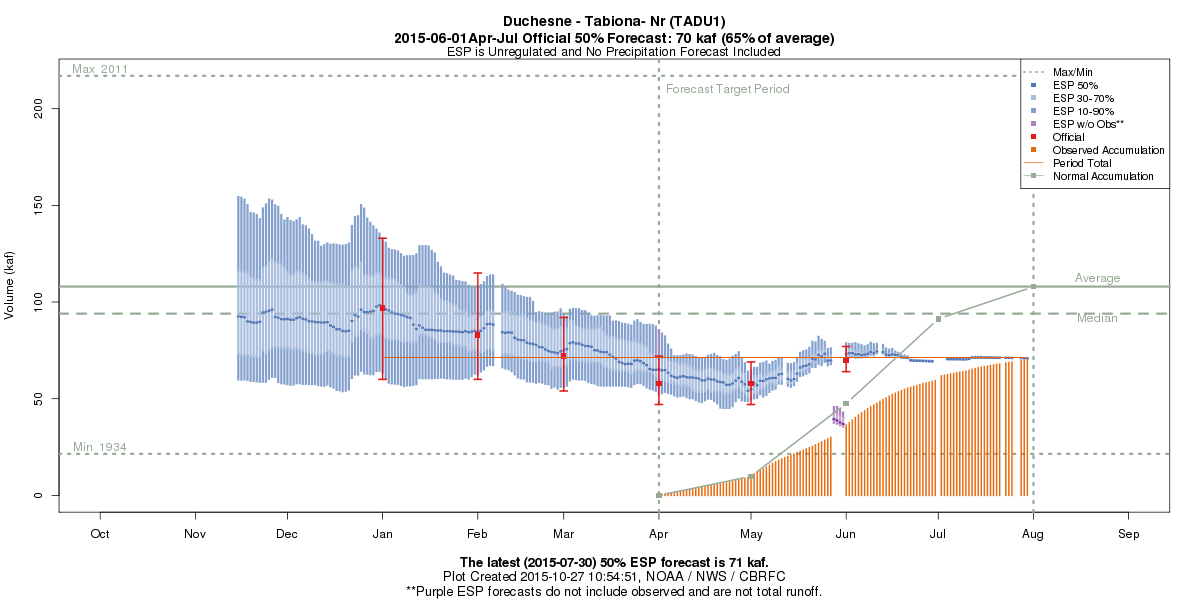 Duchesne - Tabiona- Nr (TADU1)
2015-06-01Apr-Jul Official 50% Forecast: 70 kaf (65% of average)
ESP is Unregulated and No Precipitation Forecast Included
Max 2011
Forecast Target Period
Max/Min
ESP 50%
ESP 30-70%
ESP 10-90%
ESP w/o Obs**
Official
Observed Accumulation
Period Total
Normal Accumulation
Average
Median
Min 1934
Volume (kaf)
200
150
100
50
0
Oct Nov Dec Jan Feb Mar Apr May Jun Jul Aug Sep
The latest (2015-07-30) 50% ESP forecast is 71 kaf.
Plot Created 2015-10-27 10:54:51, NOAA / NWS / CBRFC
**Purple ESP forecasts do not include observed and are not total runoff.